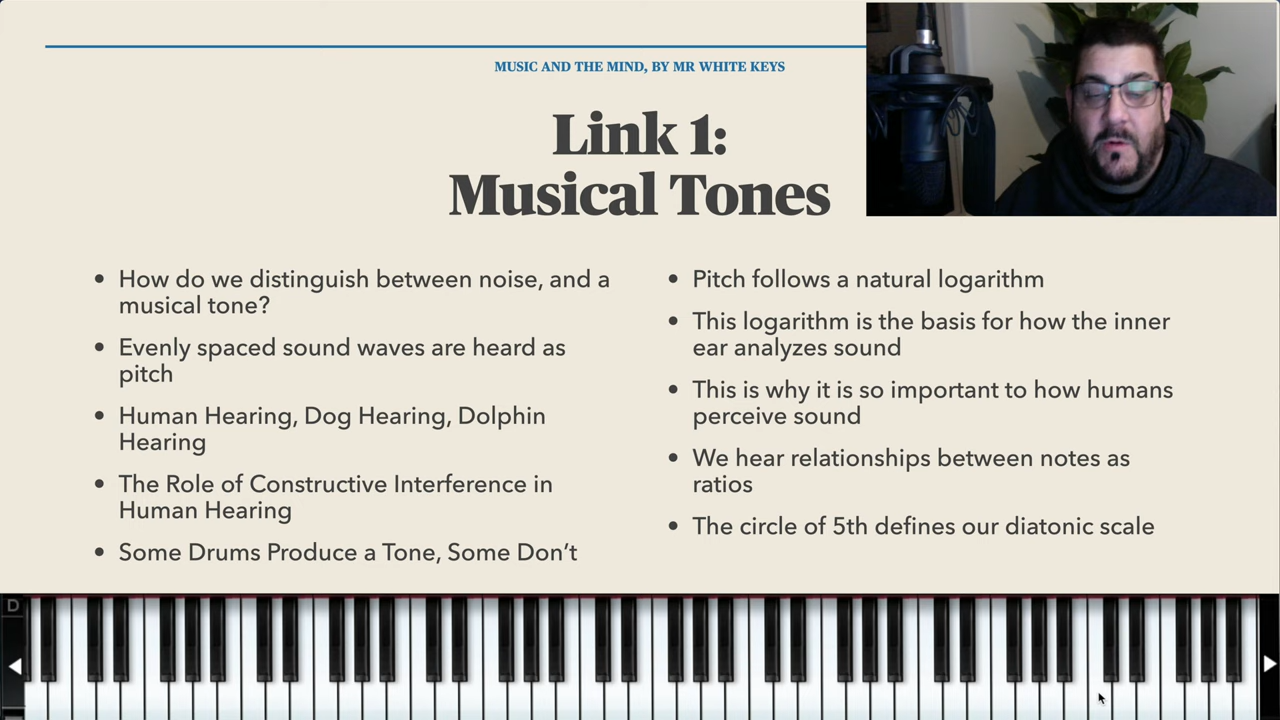 MUSIC AND THE MIND, BY MR WHITE KEYS
Link 1:
Musical Tones
• How do we distinguish between noise, and a
musical tone?
• Evenly spaced sound waves are heard as
pitch
• Human Hearing, Dog Hearing, Dolphin
Hearing
• The Role of Constructive Interference in
Human Hearing
• Some Drums Produce a Tone, Some Don’t
• Pitch follows a natural logarithm
• This logarithm is the basis for how the inner
ear analyzes sound
• This is why it is so important to how humans
perceive sound
• We hear relationships between notes as
ratios
• The circle of 5th defines our diatonic scale
D